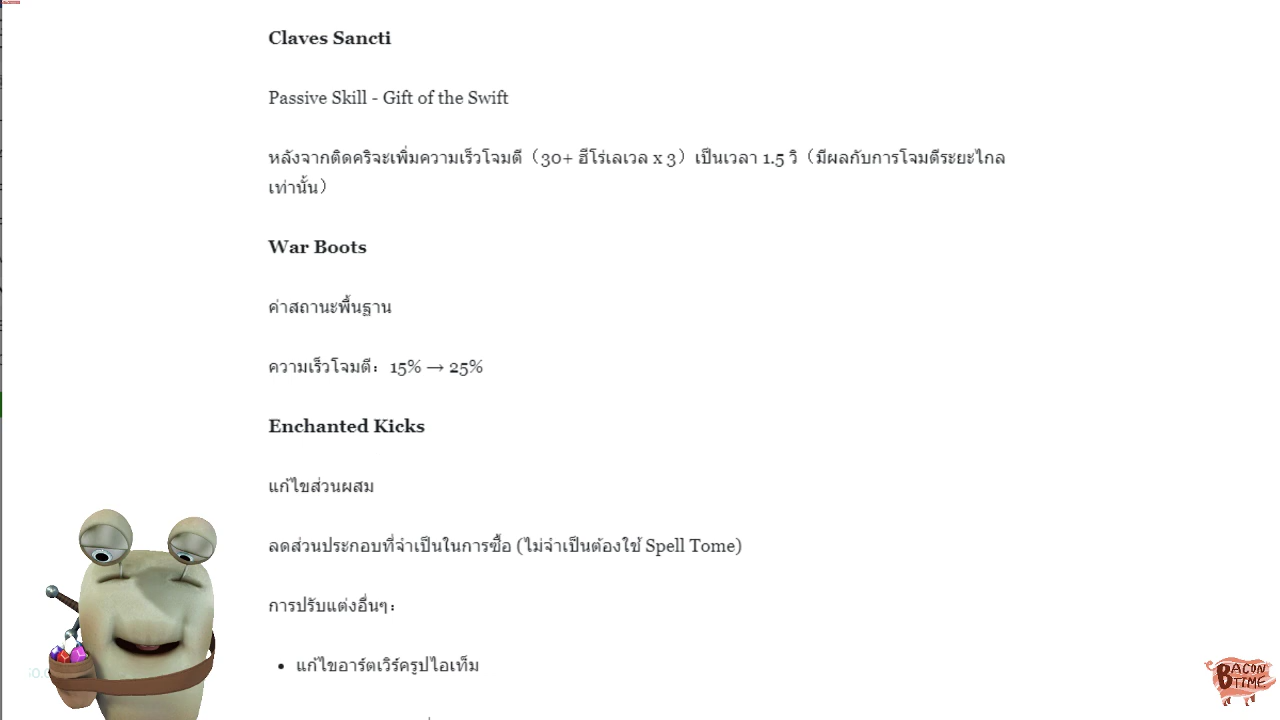 Claves Sancti
Passive Skill - Gift of the Swift
หลังจากติดคริจะเพิ่มความเร็วโจมตี（30+ ฮีโร่เลเวล x 3）เป็นเวลา 1.5 วิ（มีผลกับการโจมตีระยะไกล
เท่านั้น）
War Boots
ค่าสถานะพื้นฐาน
ความเร็วโจมตี： 15% → 25%
Enchanted Kicks
แก้ไขส่วนผสม
ลดส่วนประกอบที่จำเป็นในการซื้อ (ไม่จำเป็นต้องใช้ Spell Tome)
การปรับแต่งอื่นๆ：
• แก้ไขอาร์ตเวิร์ครูปไอเท็ม
BACON
TIME